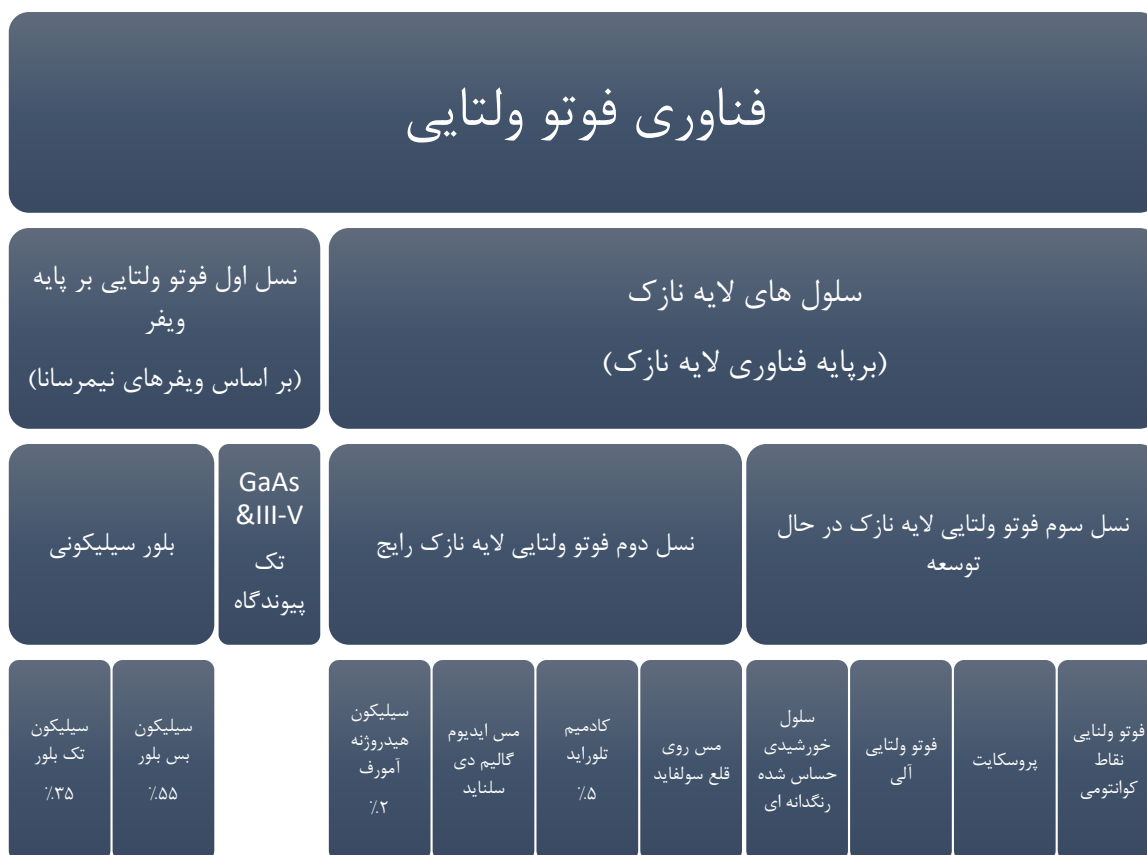 فناوری فوتو ولتایی
سلول های لایه نازک
(برپایه فناوری لایه نازک)
نسل اول فوتو ولتایی بر پایه
ویفر
(بر اساس ویفرهای نیمرسانا)
نسل سوم فوتو ولتایی لایه نازک در حال
توسعه
نسل دوم فوتو ولتایی لایه نازک رایج
GaAs
&III-V
تک
پیوندگاه
بلور سیلیکونی
فوتو ولنایی
نقاط
کوانتومی
پروسکایت
فوتو ولتایی
آلی
سلول
خورشیدی
حساس شده
رنگدانه ای
مس روی
قلع سولفاید
کادمیم
تلوراید
٪۵
مس ایدیوم
گالیم دی
سلناید
سیلیکون
هیدروژنه
آمورف
٪۲
سیلیکون
بس بلور
٪۵۵
سیلیکون
تک بلور
٪۳۵